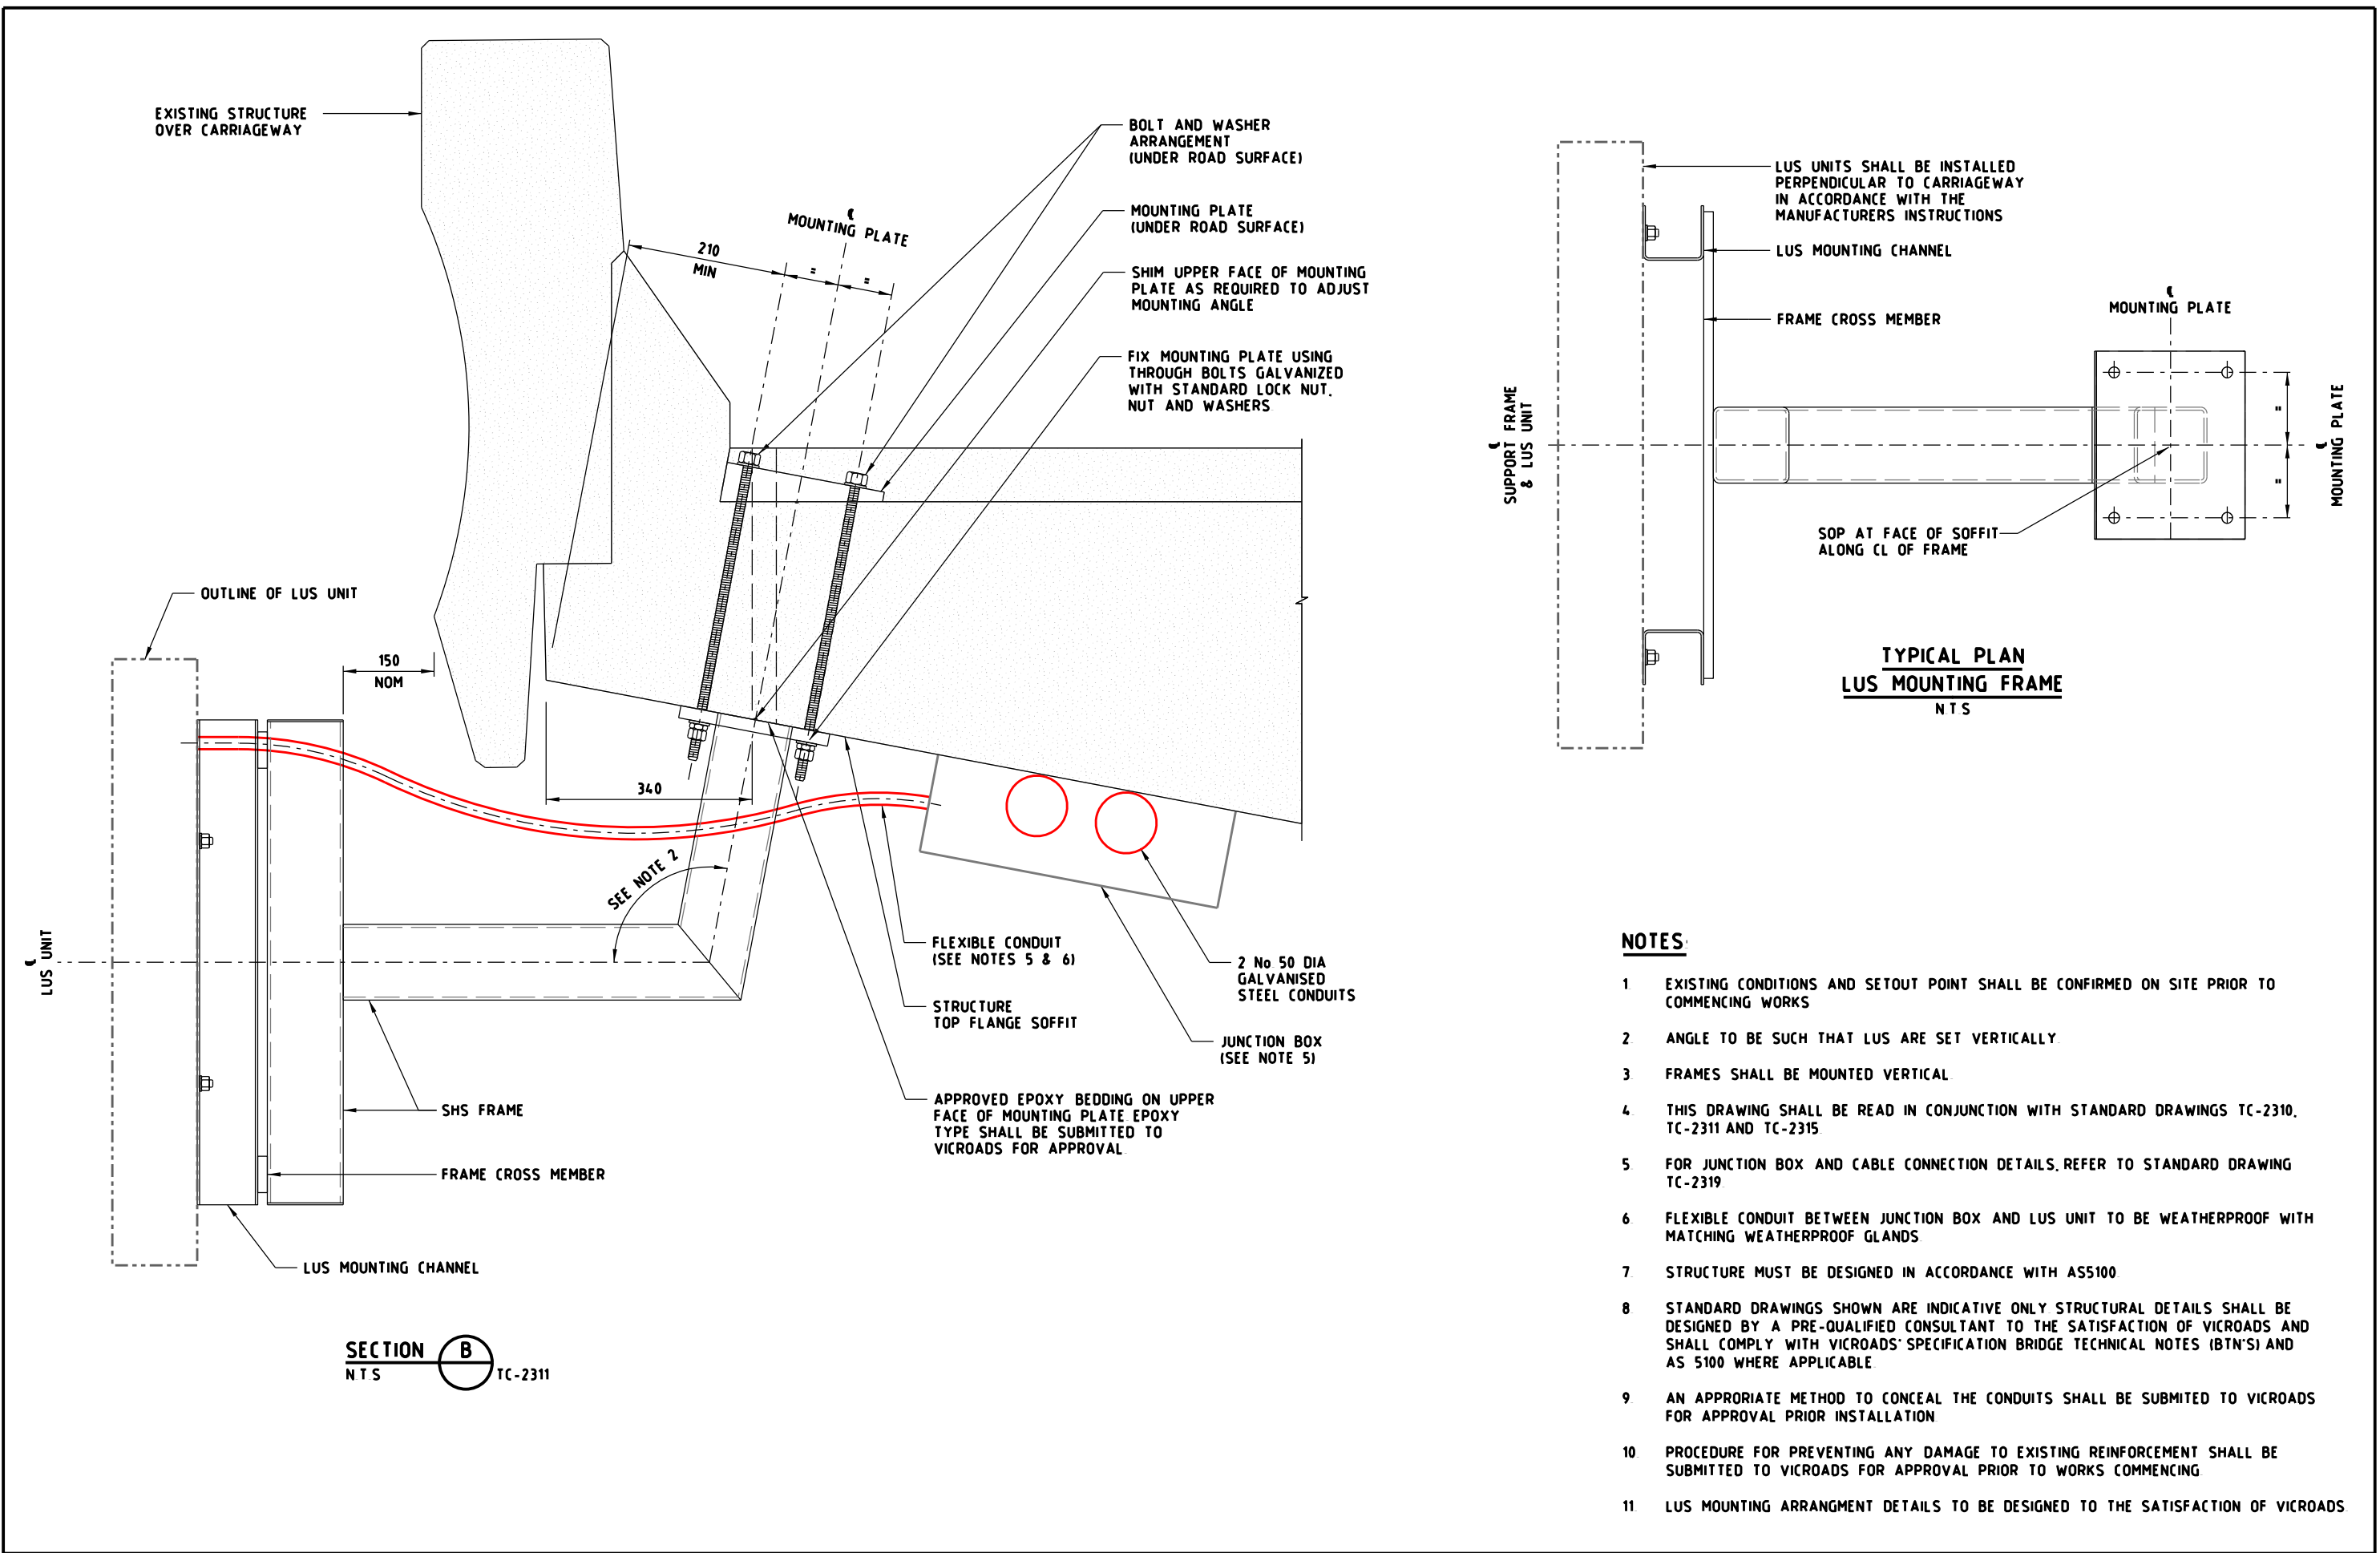 EXISTING STRUCTURE
OVER CARRIAGEWAY
BOLT AND WASHER
ARRANGEMENT
(UNDER ROAD SURFACE)
MOUNTING PLATE
(UNDER ROAD SURFACE)
SHIM UPPER FACE OF MOUNTING
PLATE AS REQUIRED TO ADJUST
MOUNTING ANGLE
FIX MOUNTING PLATE USING
THROUGH BOLTS GALVANIZED
WITH STANDARD LOCK NUT,
NUT AND WASHERS
℄
MOUNTING PLATE
210
MIN
=
=
OUTLINE OF LUS UNIT
150
NOM
340
SEE NOTE 2
℄
LUS UNIT
FLEXIBLE CONDUIT
(SEE NOTES 5 & 6)
STRUCTURE
TOP FLANGE SOFFIT
2 No 50 DIA
GALVANISED
STEEL CONDUITS
JUNCTION BOX
(SEE NOTE 5)
APPROVED EPOXY BEDDING ON UPPER
FACE OF MOUNTING PLATE.EPOXY
TYPE SHALL BE SUBMITTED TO
VICROADS FOR APPROVAL.
SHS FRAME
FRAME CROSS MEMBER
LUS MOUNTING CHANNEL
SECTION B
N.T.S TC-2311
LUS UNITS SHALL BE INSTALLED
PERPENDICULAR TO CARRIAGEWAY
IN ACCORDANCE WITH THE
MANUFACTURERS INSTRUCTIONS
LUS MOUNTING CHANNEL
FRAME CROSS MEMBER
℄
MOUNTING PLATE
℄
SUPPORT FRAME
& LUS UNIT
=
=
℄
MOUNTING PLATE
SOP AT FACE OF SOFFIT
ALONG CL OF FRAME
TYPICAL PLAN
LUS MOUNTING FRAME
N.T.S
NOTES:
1. EXISTING CONDITIONS AND SETOUT POINT SHALL BE CONFIRMED ON SITE PRIOR TO
COMMENCING WORKS
2. ANGLE TO BE SUCH THAT LUS ARE SET VERTICALLY.
3. FRAMES SHALL BE MOUNTED VERTICAL.
4. THIS DRAWING SHALL BE READ IN CONJUNCTION WITH STANDARD DRAWINGS TC-2310,
TC-2311 AND TC-2315.
5. FOR JUNCTION BOX AND CABLE CONNECTION DETAILS, REFER TO STANDARD DRAWING
TC-2319.
6. FLEXIBLE CONDUIT BETWEEN JUNCTION BOX AND LUS UNIT TO BE WEATHERPROOF WITH
MATCHING WEATHERPROOF GLANDS.
7. STRUCTURE MUST BE DESIGNED IN ACCORDANCE WITH AS5100.
8. STANDARD DRAWINGS SHOWN ARE INDICATIVE ONLY. STRUCTURAL DETAILS SHALL BE
DESIGNED BY A PRE-QUALIFIED CONSULTANT TO THE SATISFACTION OF VICROADS AND
SHALL COMPLY WITH VICROADS' SPECIFICATION BRIDGE TECHNICAL NOTES (BTN'S) AND
AS 5100 WHERE APPLICABLE.
9. AN APPRORIATE METHOD TO CONCEAL THE CONDUITS SHALL BE SUBMITED TO VICROADS
FOR APPROVAL PRIOR INSTALLATION.
10. PROCEDURE FOR PREVENTING ANY DAMAGE TO EXISTING REINFORCEMENT SHALL BE
SUBMITTED TO VICROADS FOR APPROVAL PRIOR TO WORKS COMMENCING.
11. LUS MOUNTING ARRANGMENT DETAILS TO BE DESIGNED TO THE SATISFACTION OF VICROADS.